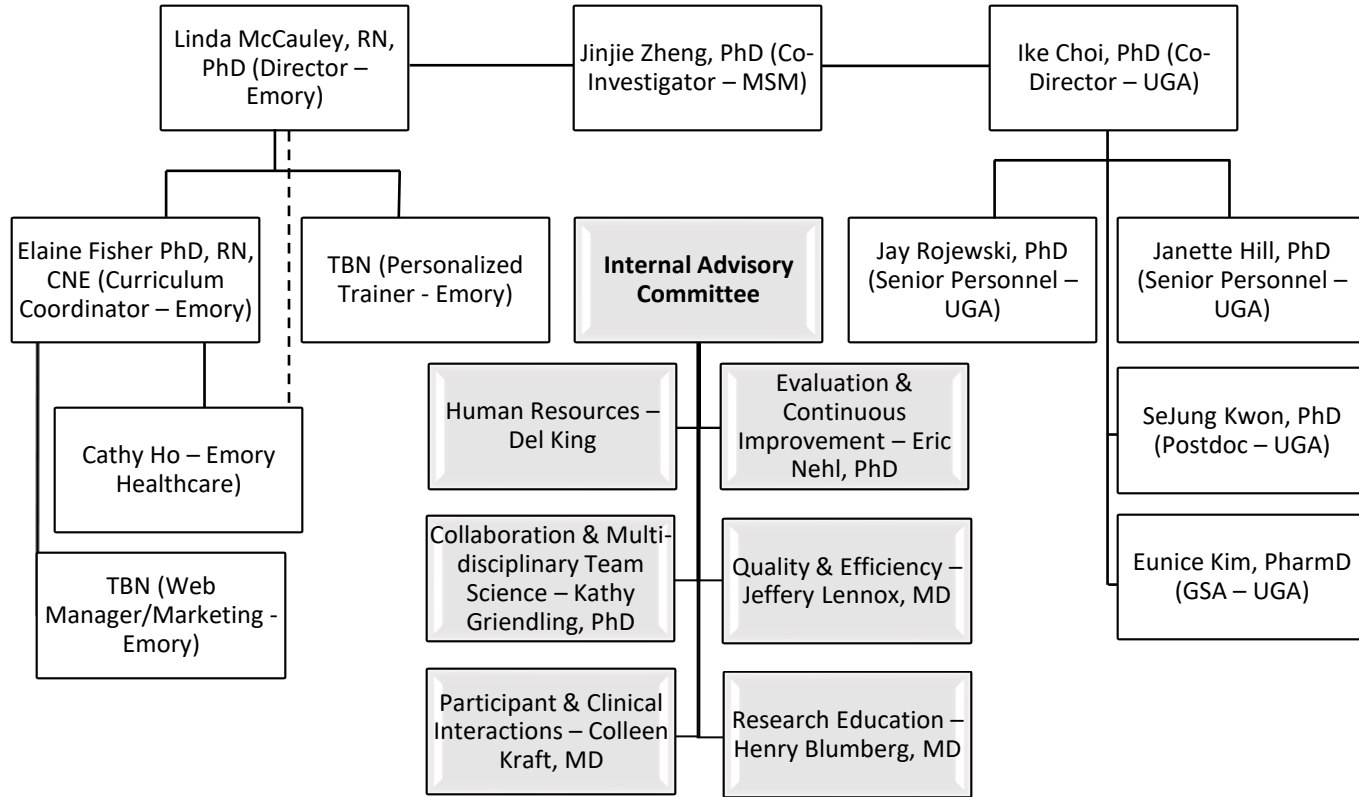 Linda McCauley, RN,
PhD (Director –
Emory)
Jinjie Zheng, PhD (Co-
Investigator – MSM)
Ike Choi, PhD (Co-
Director – UGA)
Elaine Fisher PhD, RN,
CNE (Curriculum
Coordinator – Emory)
TBN (Personalized
Trainer - Emory)
Internal Advisory
Committee
Jay Rojewski, PhD
(Senior Personnel –
UGA)
Janette Hill, PhD
(Senior Personnel –
UGA)
Cathy Ho – Emory
Healthcare)
TBN (Web
Manager/Marketing -
Emory)
Human Resources –
Del King
Evaluation &
Continuous
Improvement – Eric
Nehl, PhD
Collaboration & Multi-
disciplinary Team
Science – Kathy
Griendling, PhD
Quality & Efficiency –
Jeffery Lennox, MD
Participant & Clinical
Interactions – Colleen
Kraft, MD
Research Education –
Henry Blumberg, MD
SeJung Kwon, PhD
(Postdoc – UGA)
Eunice Kim, PharmD
(GSA – UGA)